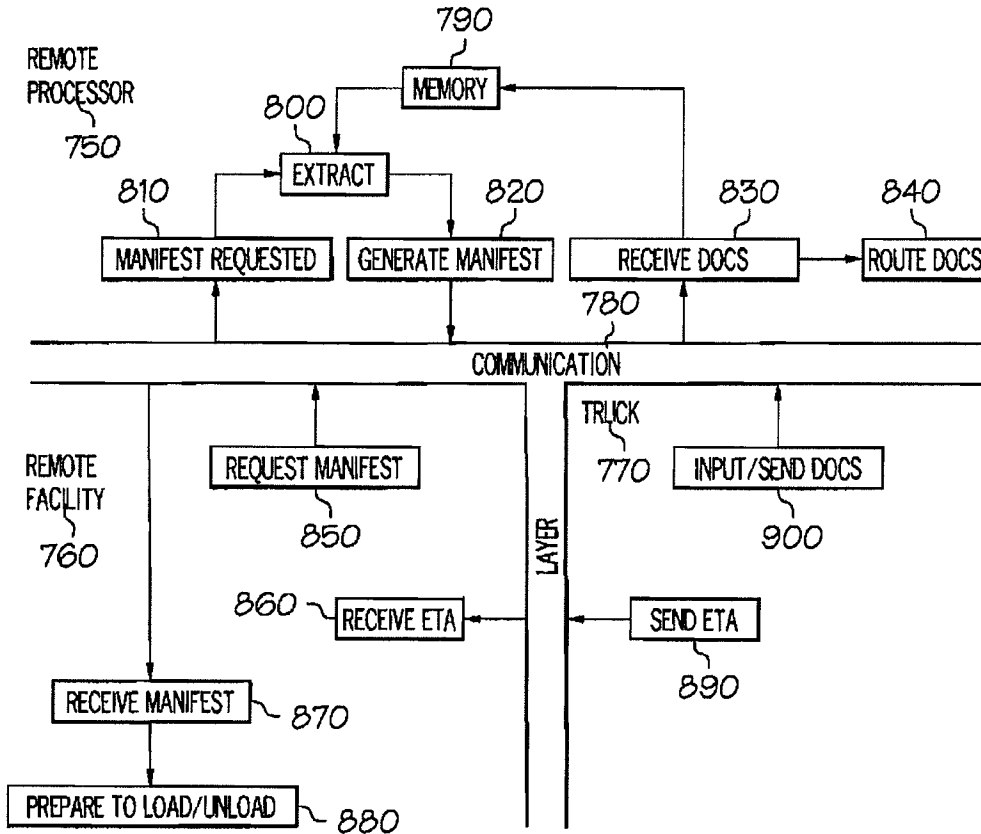 790
REMOTE
PROCESSOR
750
MEMORY
800
EXTRACT
810
820
830
840
MANIFEST REQUESTED
GENERATE MANIFEST
RECEIVE DOCS
ROUTE DOCS
780
COMMUNICATION
TRUCK
770
REMOTE
FACILITY
760
REQUEST MANIFEST
850
INPUT/SEND DOCS
900
LAYER
860
RECEIVE ETA
SEND ETA
890
RECEIVE MANIFEST
870
PREPARE TO LOAD/UNLOAD
880